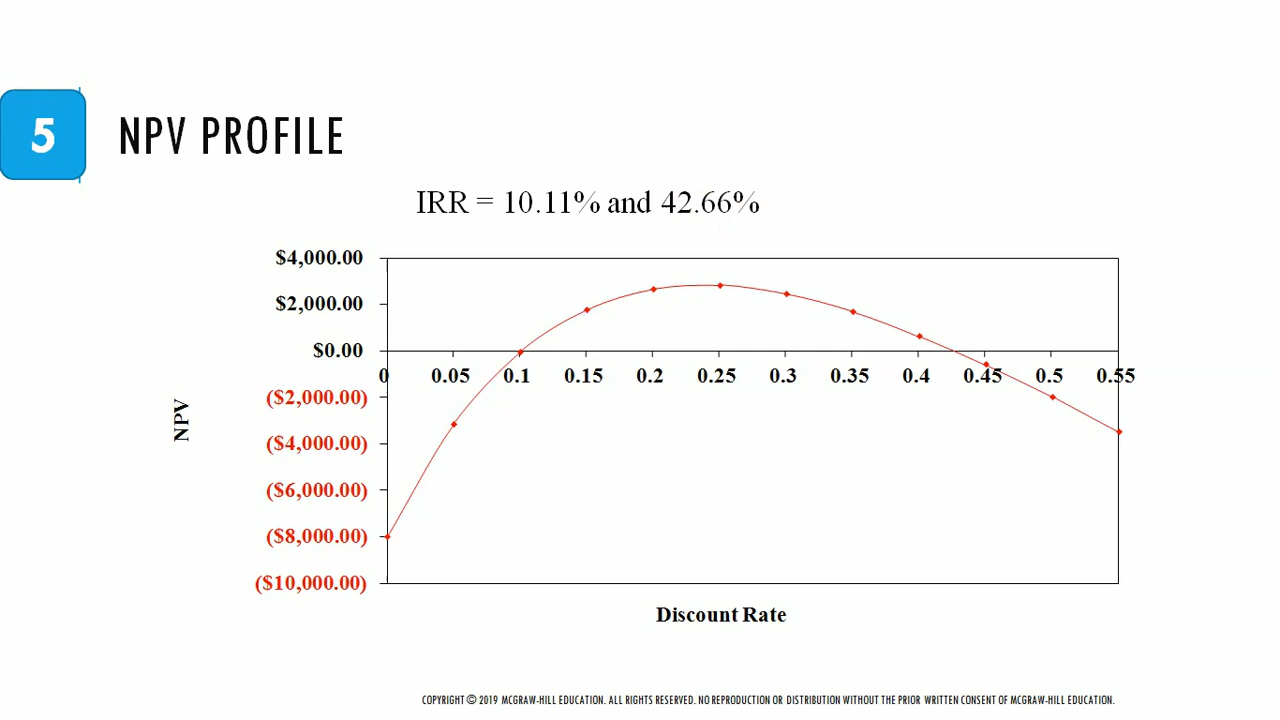 5
NPV PROFILE
IRR = 10.11% and 42.66%
$4,000.00
$2,000.00
$0.00
0 0.05 0.1 0.15 0.2 0.25 0.3 0.35 0.4 0.45 0.5 0.55
($2,000.00)
NPV
($4,000.00)
($6,000.00)
($8,000.00)
($10,000.00)
Discount Rate
COPYRIGHT © 2019 MCGRAW-HILL EDUCATION. ALL RIGHTS RESERVED. NO REPRODUCTION OR DISTRIBUTION WITHOUT THE PRIOR WRITTEN CONSENT OF MCGRAW-HILL EDUCATION.